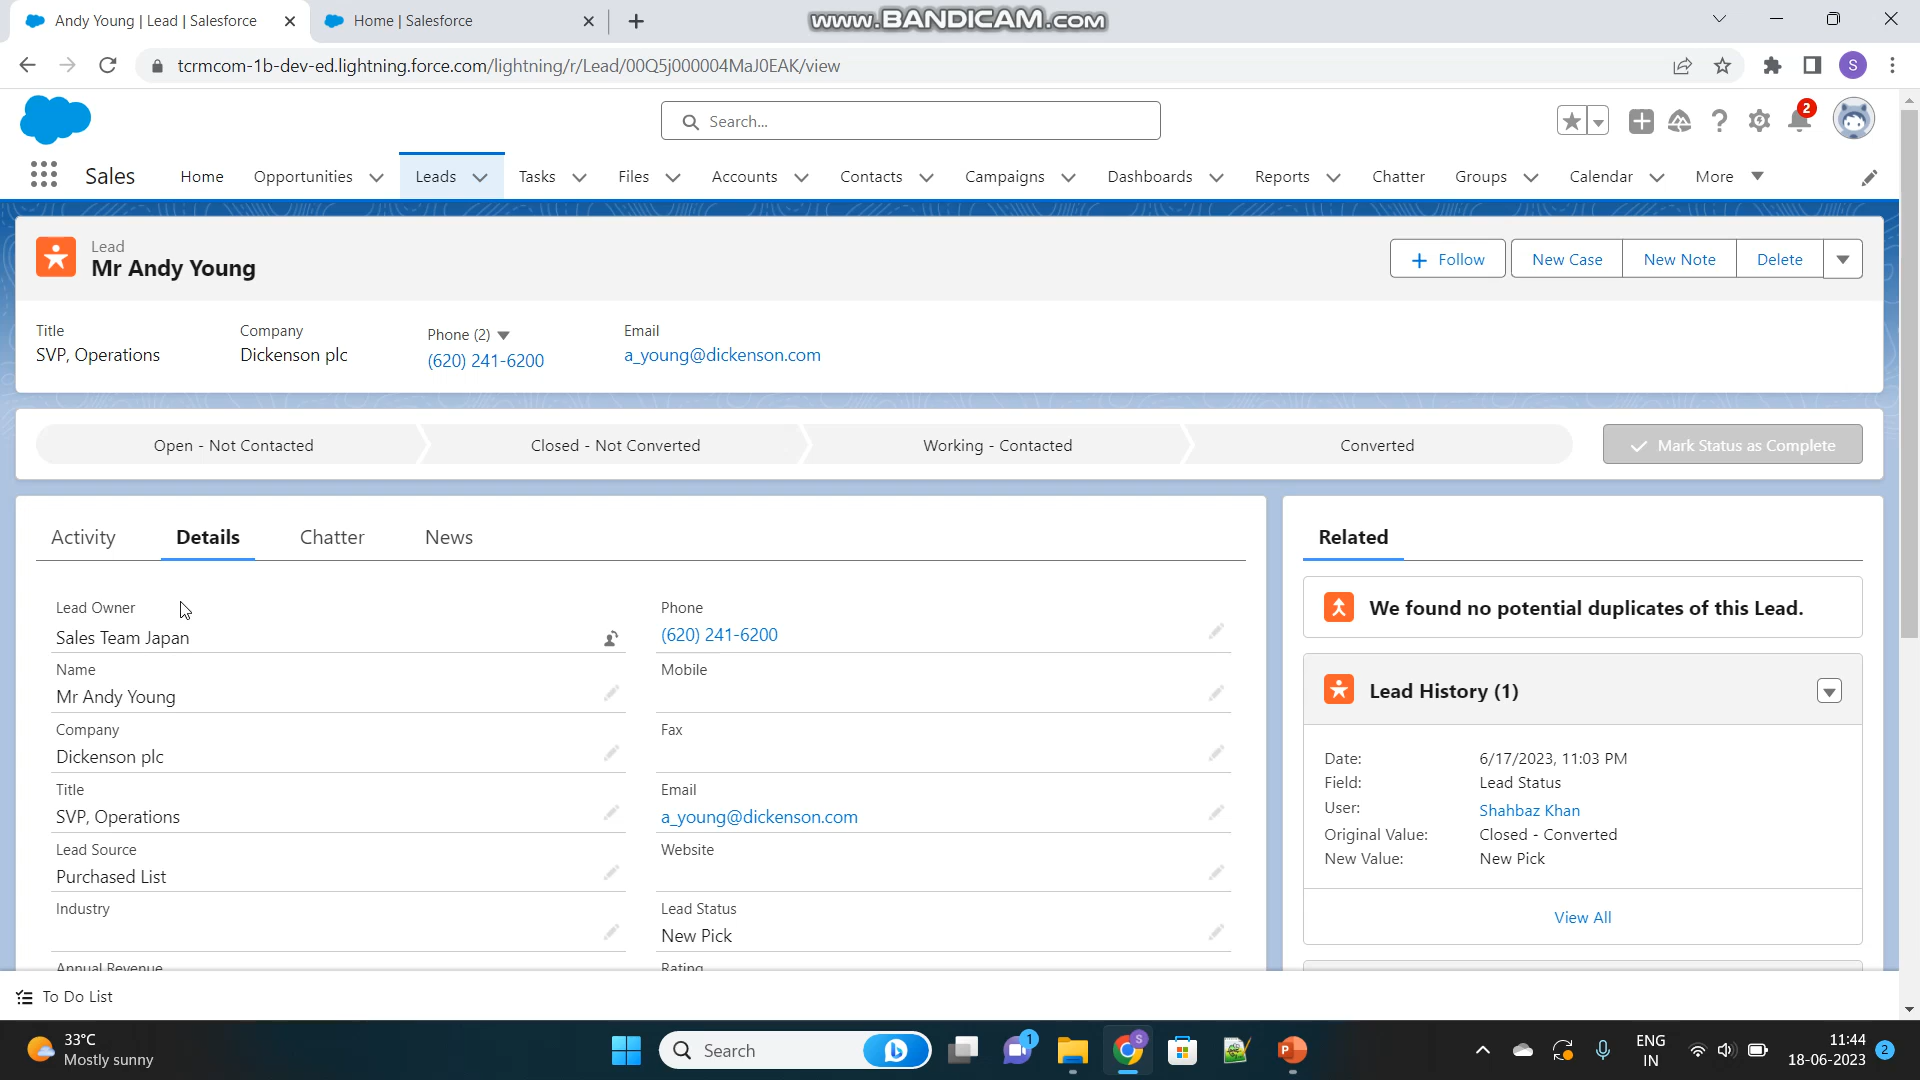 Andy Young | Lead | Salesforce
Home | Salesforce
www.BANDICAM.com
tcrmcom-1b-dev-ed.lightning.force.com/lightning/r/Lead/00Q5j000004MaJ0EAK/view
S
Search...
2
Sales
Home
Opportunities
Leads
Tasks
Files
Accounts
Contacts
Campaigns
Dashboards
Reports
Chatter
Groups
Calendar
More
Lead
Mr Andy Young
Follow
New Case
New Note
Delete
Title
SVP, Operations
Company
Dickenson plc
Phone (2)
(620) 241-6200
Email
a_young@dickenson.com
Open - Not Contacted
Closed - Not Converted
Working - Contacted
Converted
Mark Status as Complete
Activity
Details
Chatter
News
Lead Owner
Sales Team Japan
Name
Mr Andy Young
Company
Dickenson plc
Title
SVP, Operations
Lead Source
Purchased List
Industry
Annual Revenue
Phone
(620) 241-6200
Mobile
Fax
Email
a_young@dickenson.com
Website
Lead Status
New Pick
Rating
Related
We found no potential duplicates of this Lead.
Lead History (1)
Date: 6/17/2023, 11:03 PM
Field: Lead Status
User: Shahbaz Khan
Original Value: Closed - Converted
New Value: New Pick
View All
To Do List
33°C
Mostly sunny
Search
1
S
P
ENG
IN
11:44
18-06-2023
2